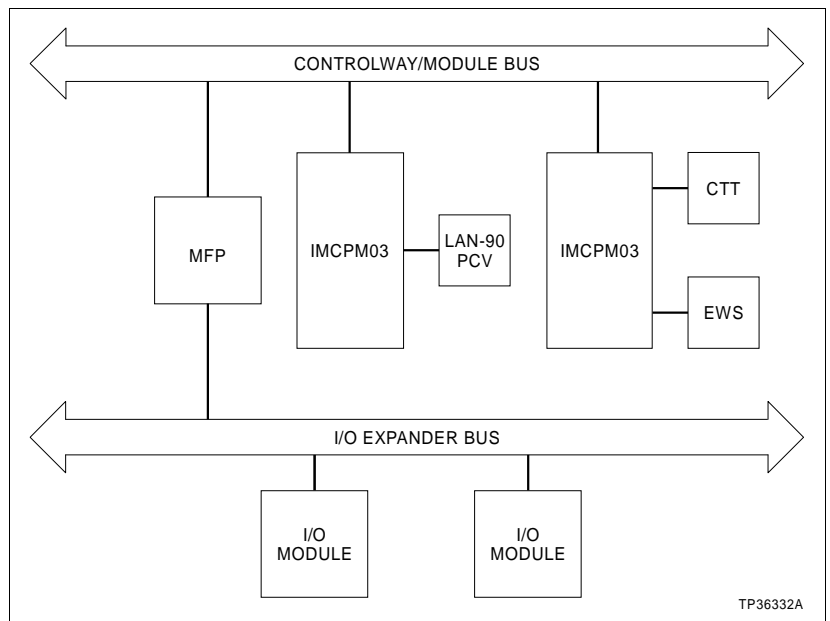 CONTROLWAY/MODULE BUS
MFP
IMCPM03
LAN-90
PCV
IMCPM03
CTT
EWS
I/O EXPANDER BUS
I/O
MODULE
I/O
MODULE
TP36332A